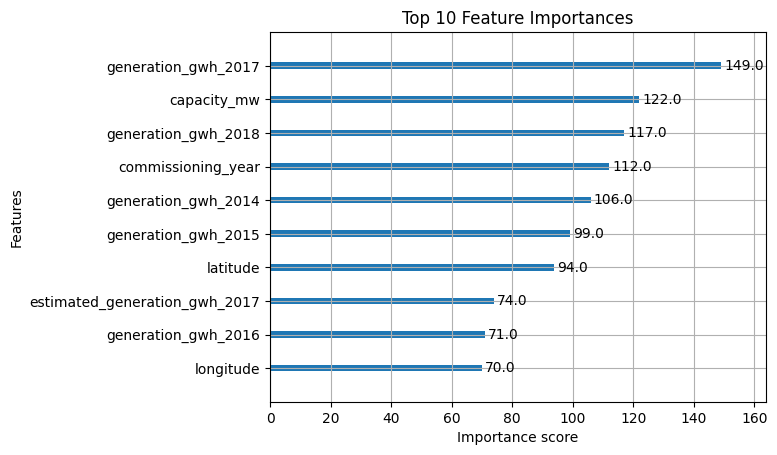 Top 10 Feature Importances
Features
generation_gwh_2017 149.0
capacity_mw 122.0
generation_gwh_2018 117.0
commissioning_year 112.0
generation_gwh_2014 106.0
generation_gwh_2015 99.0
latitude 94.0
estimated_generation_gwh_2017 74.0
generation_gwh_2016 71.0
longitude 70.0
0 20 40 60 80 100 120 140 160
Importance score